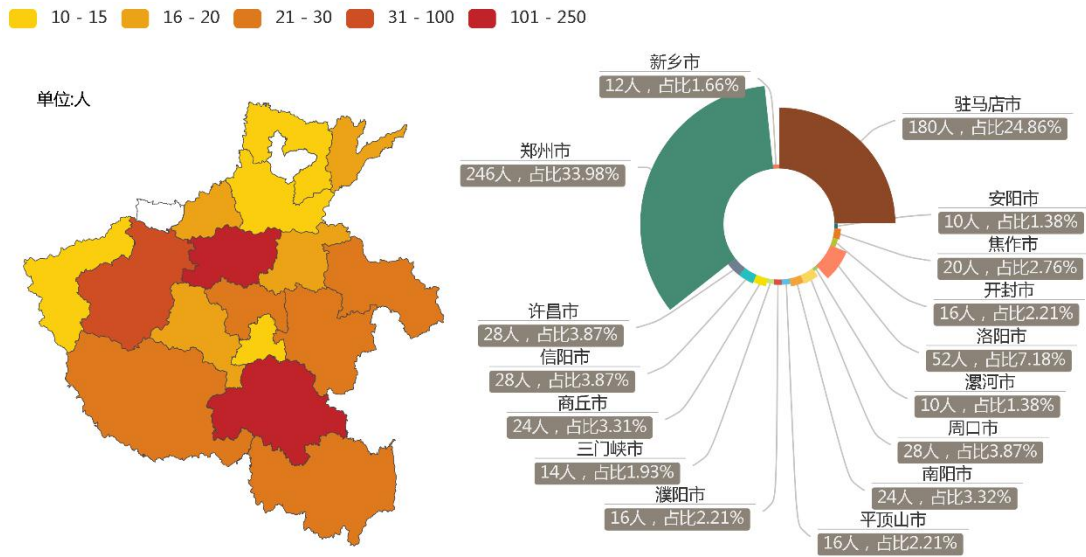 10 - 15
16 - 20
21 - 30
31 - 100
101 - 250
单位:人
新乡市
12人，占比1.66%
驻马店市
180人，占比24.86%
郑州市
246人，占比33.98%
安阳市
10人，占比1.38%
焦作市
20人，占比2.76%
开封市
16人，占比2.21%
许昌市
28人，占比3.87%
洛阳市
52人，占比7.18%
信阳市
28人，占比3.87%
漯河市
10人，占比1.38%
商丘市
24人，占比3.31%
周口市
28人，占比3.87%
三门峡市
14人，占比1.93%
南阳市
24人，占比3.32%
濮阳市
16人，占比2.21%
平顶山市
16人，占比2.21%